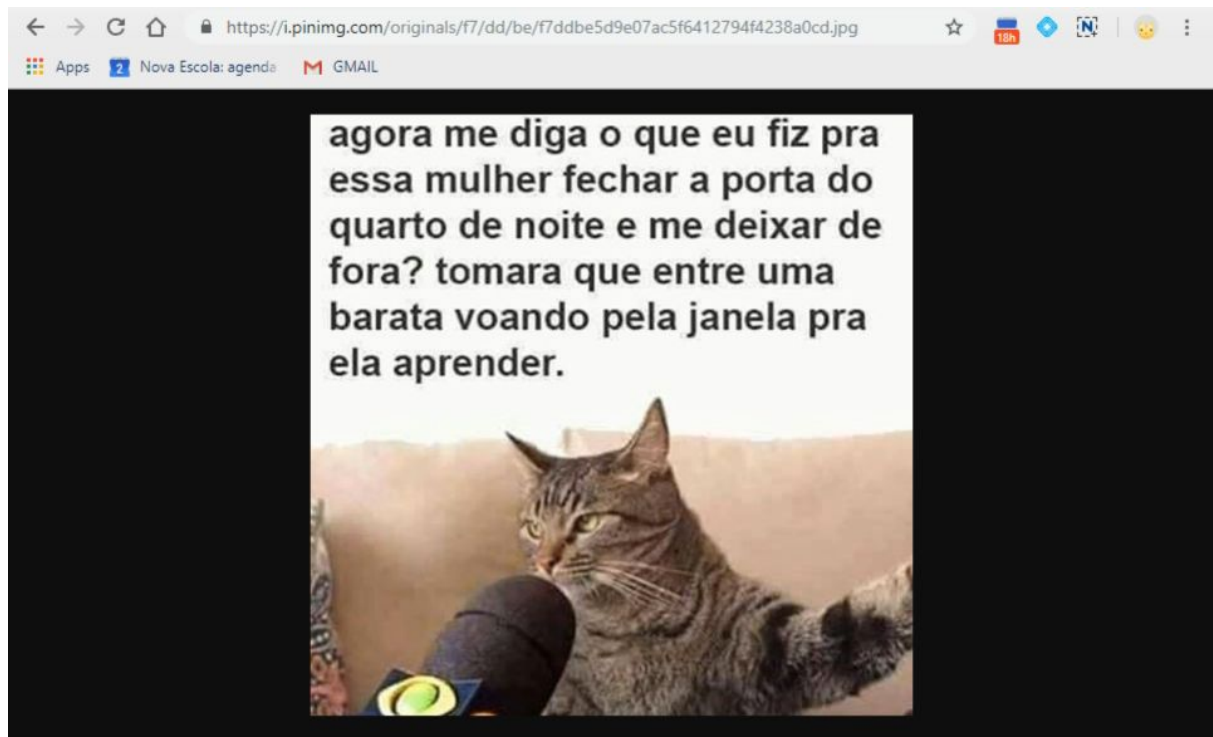 https://i.pinimg.com/originals/f7/dd/be/f7ddbe5d9e07ac5f6412794f4238a0cd.jpg
18h
N
Apps
2
Nova Escola: agenda
GMAIL
agora me diga o que eu fiz pra
essa mulher fechar a porta do
quarto de noite e me deixar de
fora? tomara que entre uma
barata voando pela janela pra
ela aprender.